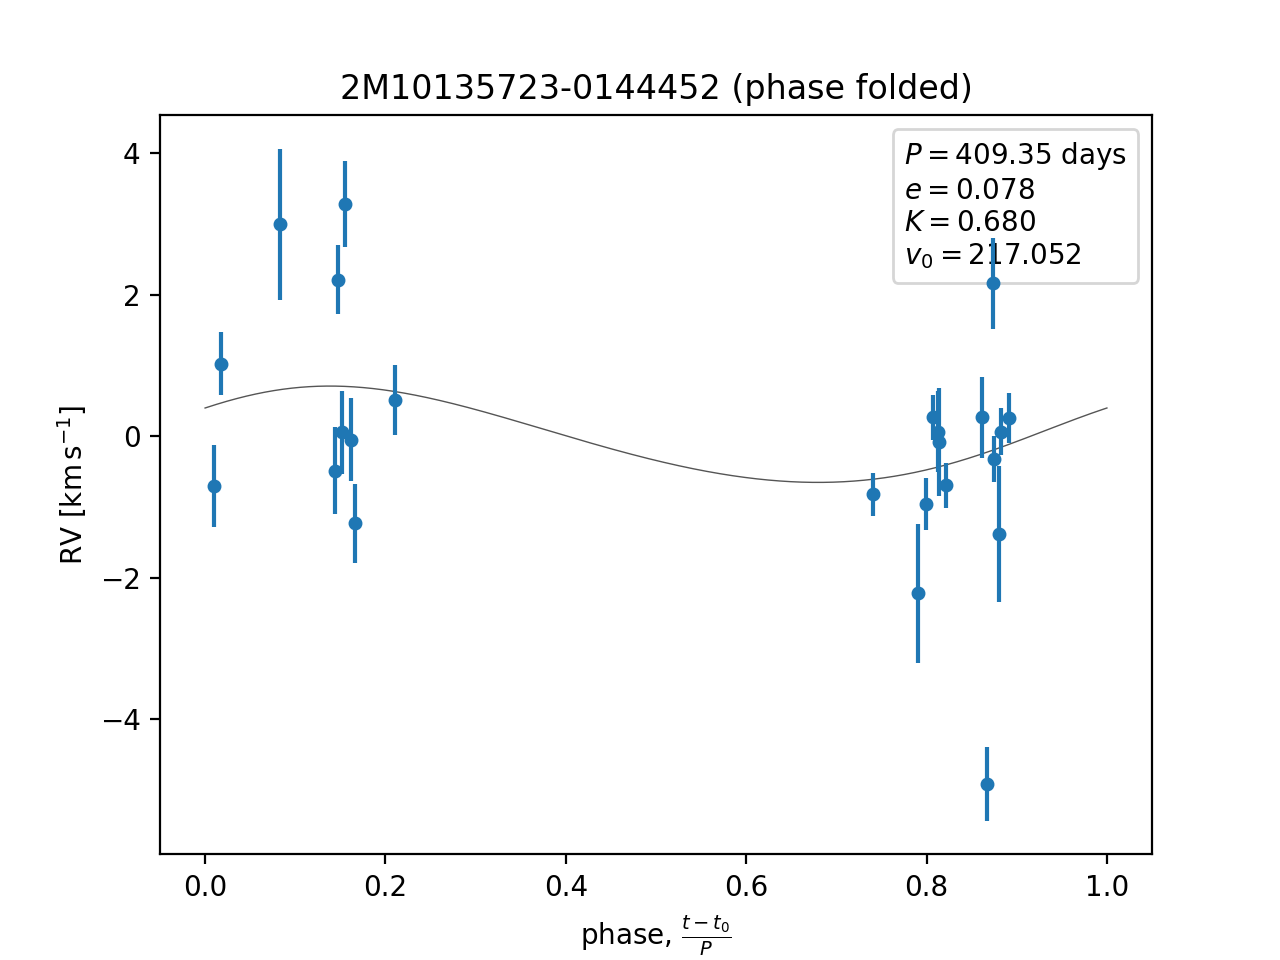 2M10135723-0144452 (phase folded)
P = 409.35 days
e = 0.078
K = 0.680
v₀ = 217.052
4
2
0
−2
−4
RV [km s⁻¹]
0.0 0.2 0.4 0.6 0.8 1.0
phase, (t − t₀)/P